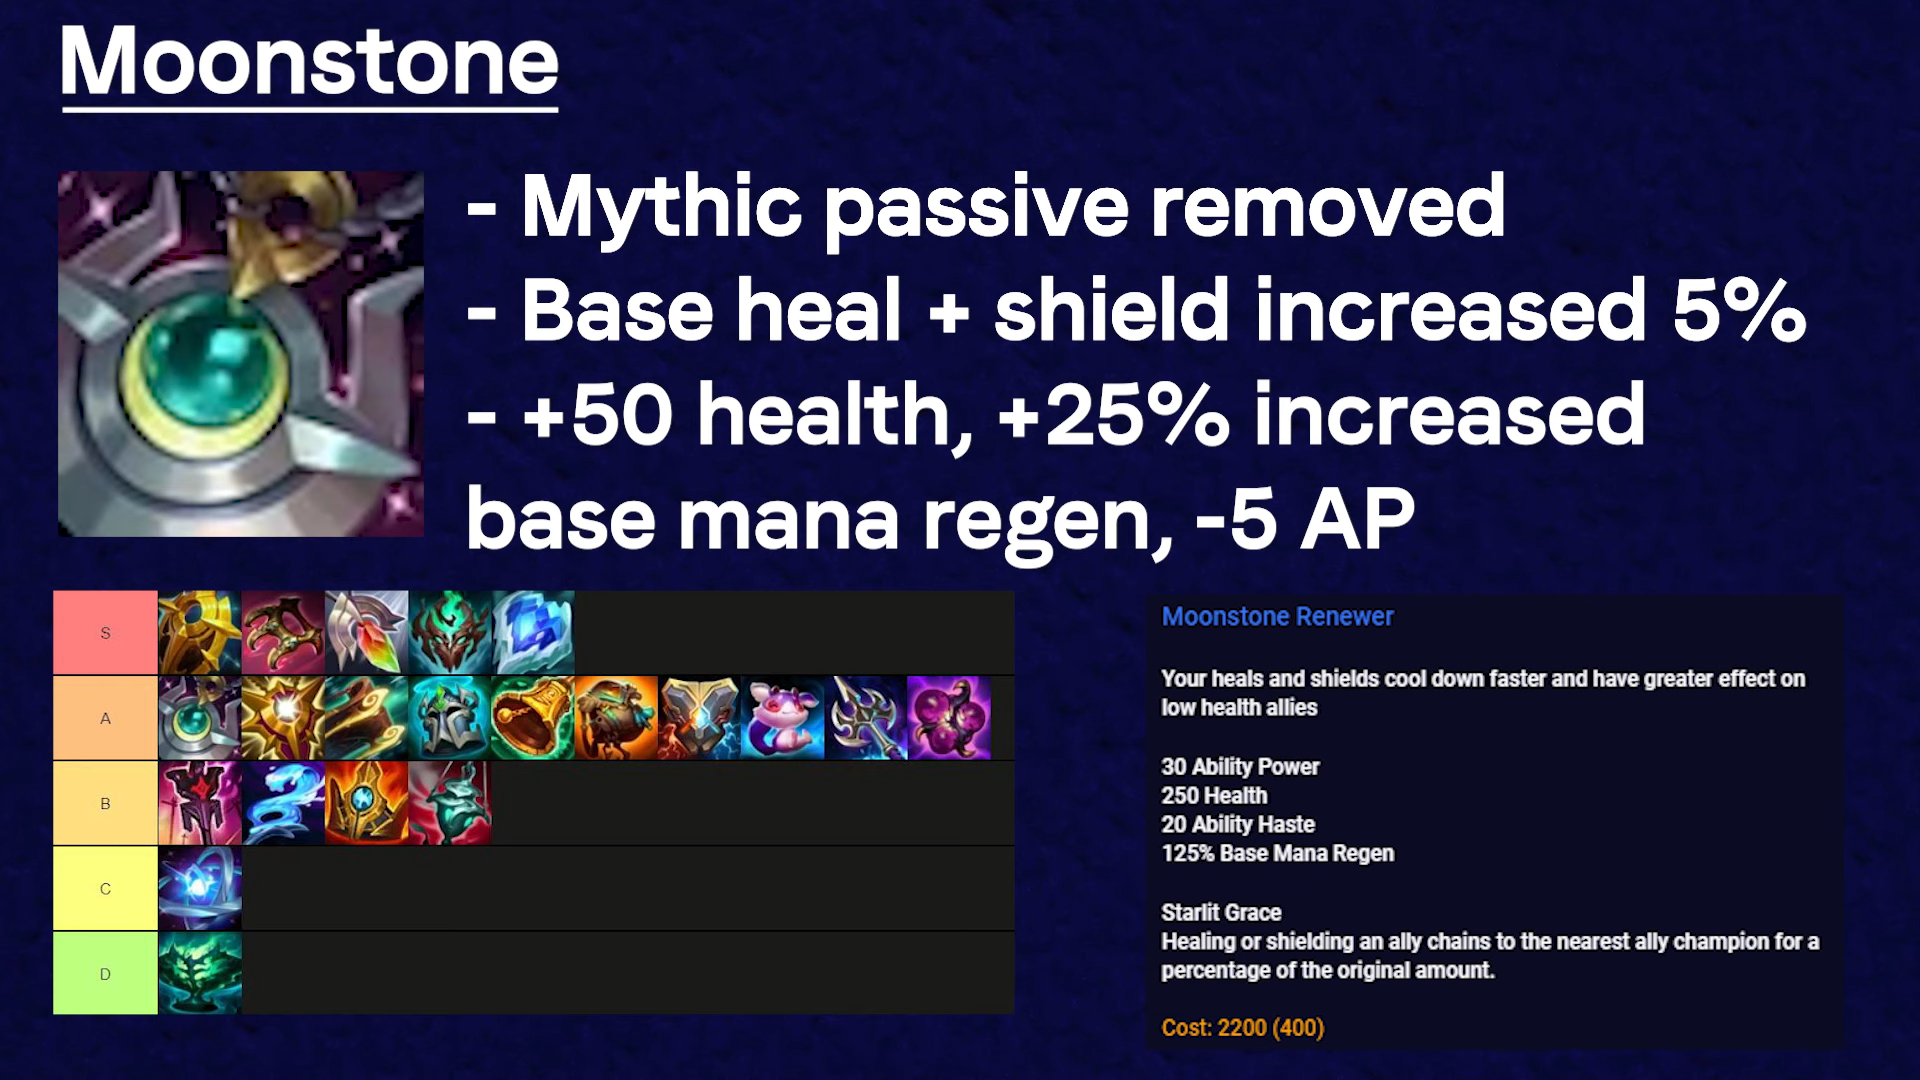 Moonstone
- Mythic passive removed
- Base heal + shield increased 5%
- +50 health, +25% increased
base mana regen, -5 AP
S
A
B
C
D
Moonstone Renewer
Your heals and shields cool down faster and have greater effect on
low health allies
30 Ability Power
250 Health
20 Ability Haste
125% Base Mana Regen
Starlit Grace
Healing or shielding an ally chains to the nearest ally champion for a
percentage of the original amount.
Cost: 2200 (400)